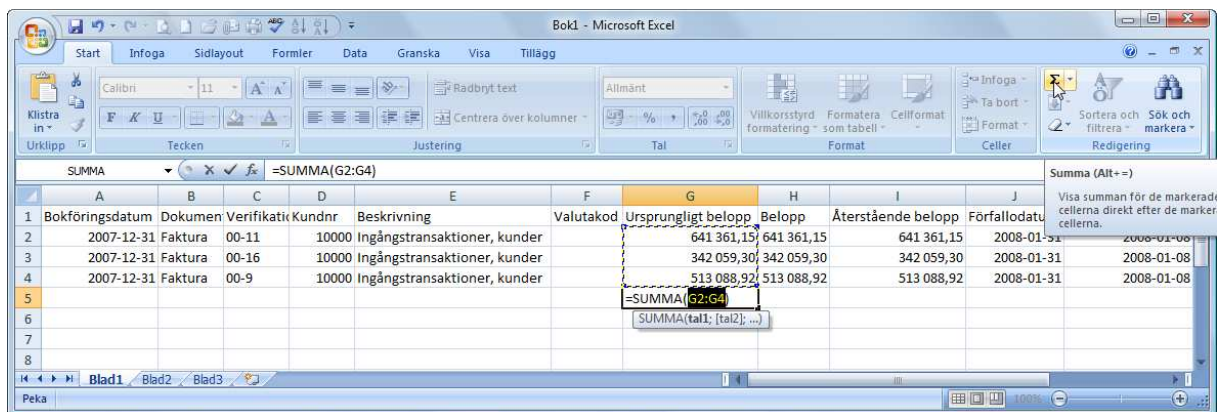 Bok1 - Microsoft Excel
Start Infoga Sidlayout Formler Data Granska Visa Tillägg
Klistra in
Calibri 11 A A
F K U A
Radbryt text
Centrera över kolumner
Allmänt
% ,0 ,00 ,00 ,0
Villkorsstyrd formatering
Formatera som tabell
Cellformat
Infoga
Ta bort
Format
Σ
Sortera och filtrera
Sök och markera
Urklipp Tecken Justering Tal Format Celler Redigering
SUMMA fx =SUMMA(G2:G4)
Summa (Alt+=)
Visa summan för de markerade
cellerna direkt efter de marker
cellerna.
A B C D E F G H I J
1 Bokföringsdatum Dokumen Verifikatic Kundnr Beskrivning Valutakod Ursprungligt belopp Belopp Återstående belopp Förfallodatu
2 2007-12-31 Faktura 00-11 10000 Ingångstransaktioner, kunder 641 361,15 641 361,15 641 361,15 2008-01-31 2008-01-08
3 2007-12-31 Faktura 00-16 10000 Ingångstransaktioner, kunder 342 059,30 342 059,30 342 059,30 2008-01-31 2008-01-08
4 2007-12-31 Faktura 00-9 10000 Ingångstransaktioner, kunder 513 088,92 513 088,92 513 088,92 2008-01-31 2008-01-08
5 =SUMMA(G2:G4)
6 SUMMA(tal1; [tal2]; ...)
7
8
Blad1 Blad2 Blad3
Peka 100%